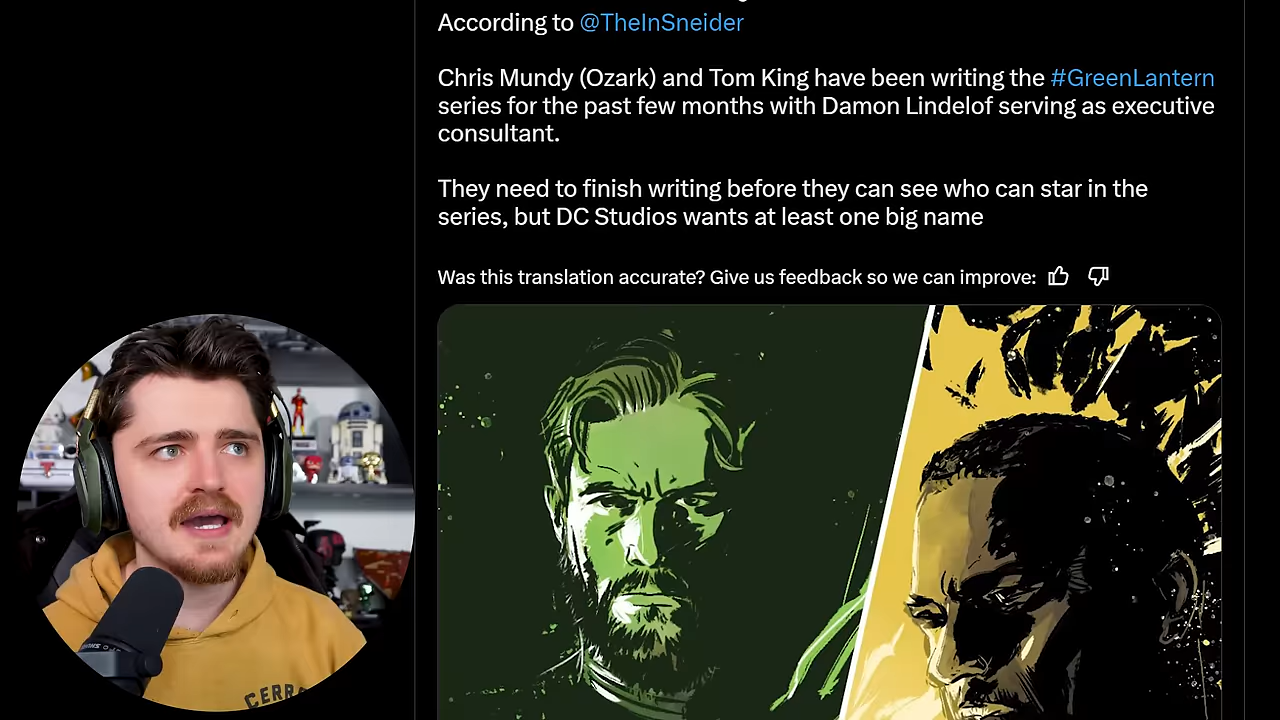 According to @TheInSneider
Chris Mundy (Ozark) and Tom King have been writing the #GreenLantern
series for the past few months with Damon Lindelof serving as executive
consultant.
They need to finish writing before they can see who can star in the
series, but DC Studios wants at least one big name
Was this translation accurate? Give us feedback so we can improve:
CERR